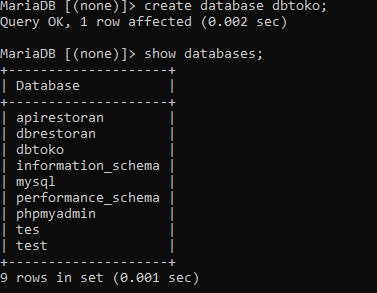 MariaDB [(none)]> create database dbtoko;
Query OK, 1 row affected (0.002 sec)
MariaDB [(none)]> show databases;
+--------------------+
| Database           |
+--------------------+
| apirestoran        |
| dbrestoran         |
| dbtoko             |
| information_schema |
| mysql              |
| performance_schema |
| phpmyadmin         |
| tes                |
| test               |
+--------------------+
9 rows in set (0.001 sec)